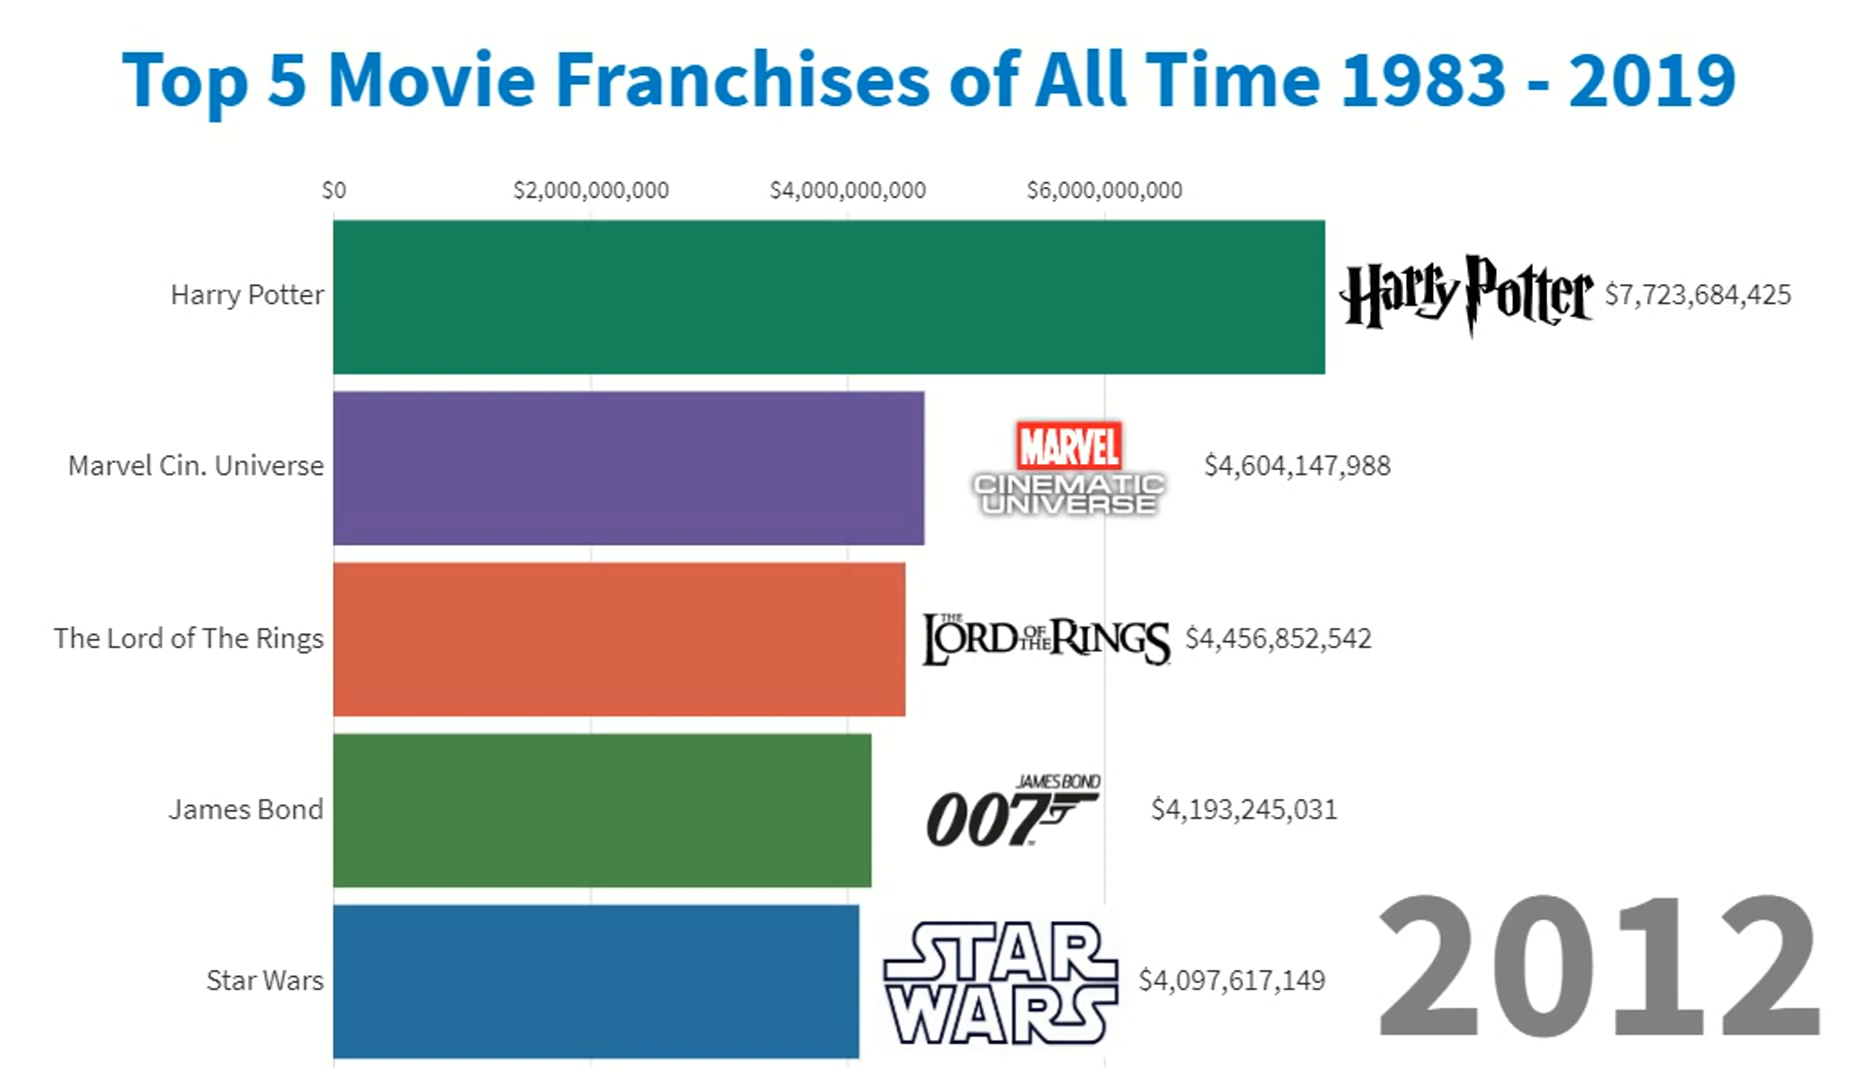 Top 5 Movie Franchises of All Time 1983 - 2019
$0 $2,000,000,000 $4,000,000,000 $6,000,000,000
Harry Potter Harry Potter $7,723,684,425
Marvel Cin. Universe MARVEL CINEMATIC UNIVERSE $4,604,147,988
The Lord of The Rings THE LORD OF THE RINGS $4,456,852,542
James Bond JAMES BOND 007 $4,193,245,031
Star Wars STAR WARS $4,097,617,149
2012